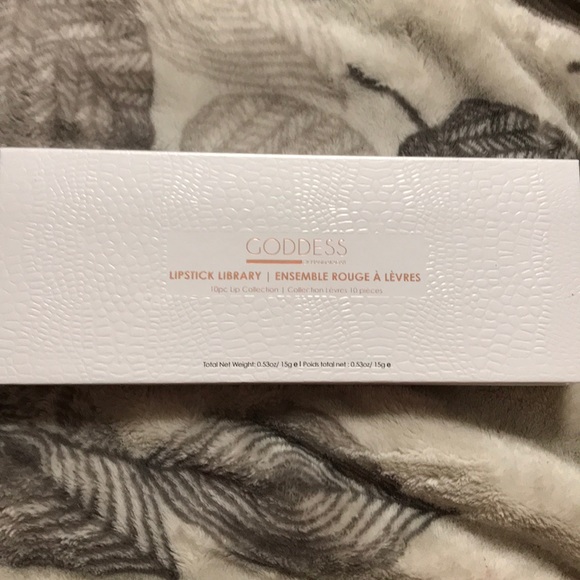 GODDESS
LIPSTICK LIBRARY | ENSEMBLE ROUGE À LÈVRES
10pc Lip Collection | Collection Lèvres 10 pièces
Total Net Weight: 0.53oz/ 15g e | Poids total net : 0.53oz/ 15g e